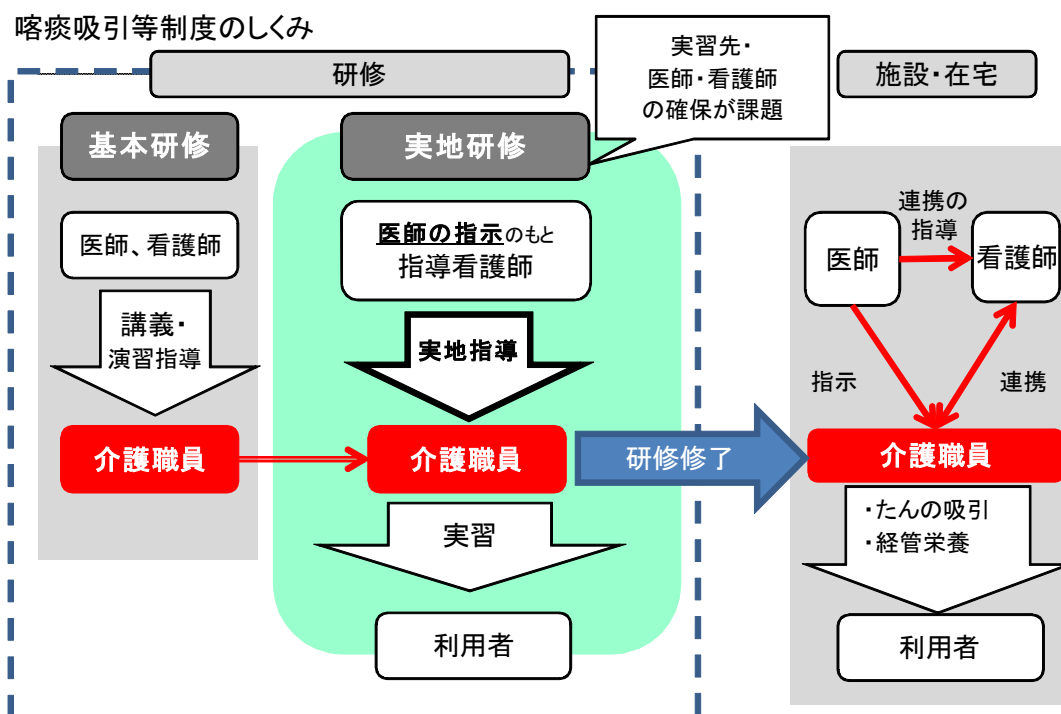 喀痰吸引等制度のしくみ
研修
実習先・
医師・看護師
の確保が課題
施設・在宅
基本研修
医師、看護師
講義・
演習指導
介護職員
実地研修
医師の指示のもと
指導看護師
実地指導
介護職員
実習
利用者
研修修了
連携の
指導
医師
看護師
指示
連携
介護職員
・たんの吸引
・経管栄養
利用者